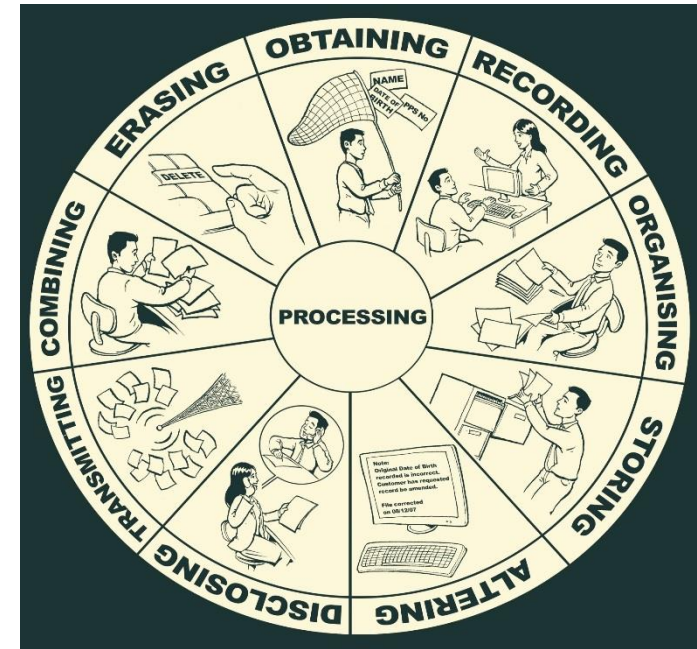 OBTAINING
RECORDING
ORGANISING
STORING
ALTERING
DISCLOSING
TRANSMITTING
COMBINING
ERASING
PROCESSING
NAME
DATE OF
BIRTH
PPS No
Note:
Original Date of Birth
recorded is incorrect.
Customer has requested
record be amended.
File corrected
on 05/12/07
DELETE